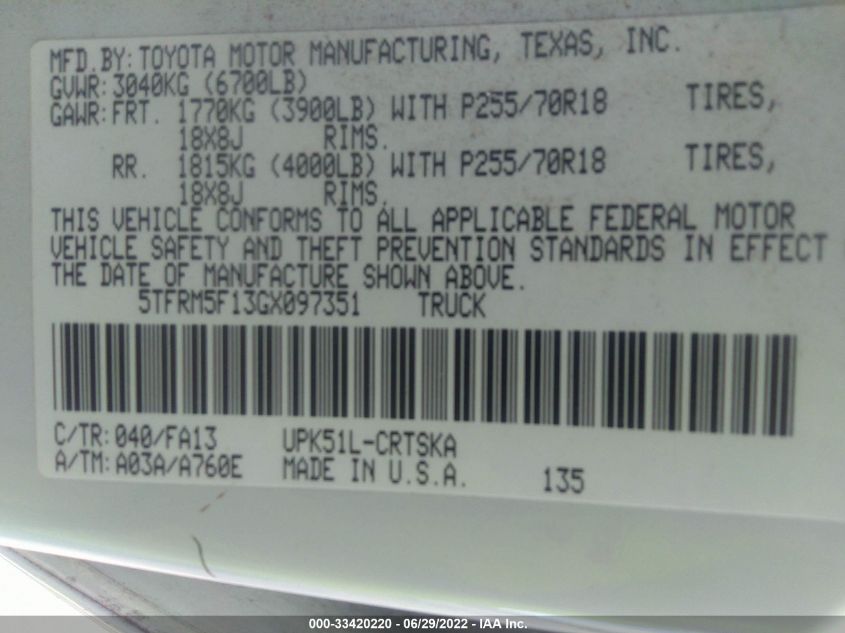 MFD.BY:TOYOTA MOTOR MANUFACTURING, TEXAS, INC.
GVWR:3040KG (6700LB)
GAWR:FRT. 1770KG (3900LB) WITH P255/70R18 TIRES,
18X8J RIMS.
RR. 1815KG (4000LB) WITH P255/70R18 TIRES,
18X8J RIMS.
THIS VEHICLE CONFORMS TO ALL APPLICABLE FEDERAL MOTOR
VEHICLE SAFETY AND THEFT PREVENTION STANDARDS IN EFFECT
THE DATE OF MANUFACTURE SHOWN ABOVE.
5TFRM5F13GX097351 TRUCK
C/TR:040/FA13 UPK51L-CRTSKA
A/TM:A03A/A760E MADE IN U.S.A. 135
000-33420220 - 06/29/2022 - IAA Inc.